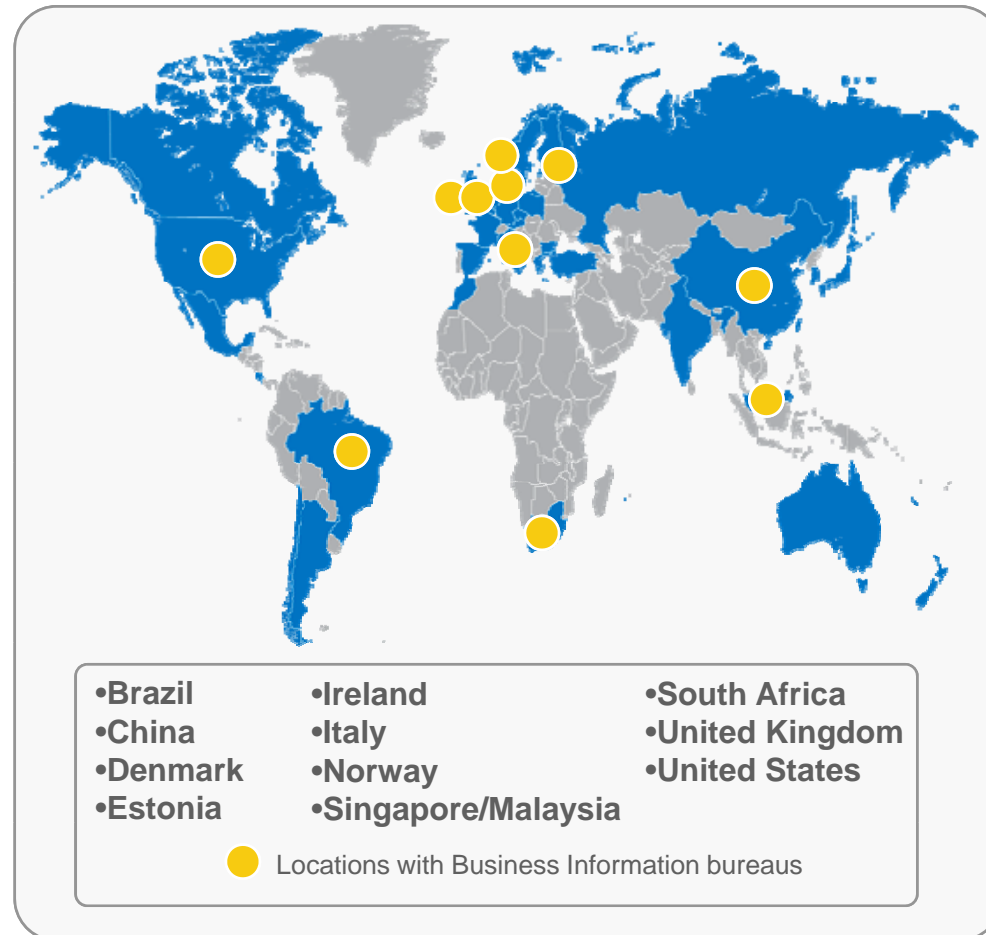 •Brazil
•China
•Denmark
•Estonia
•Ireland
•Italy
•Norway
•Singapore/Malaysia
•South Africa
•United Kingdom
•United States
Locations with Business Information bureaus